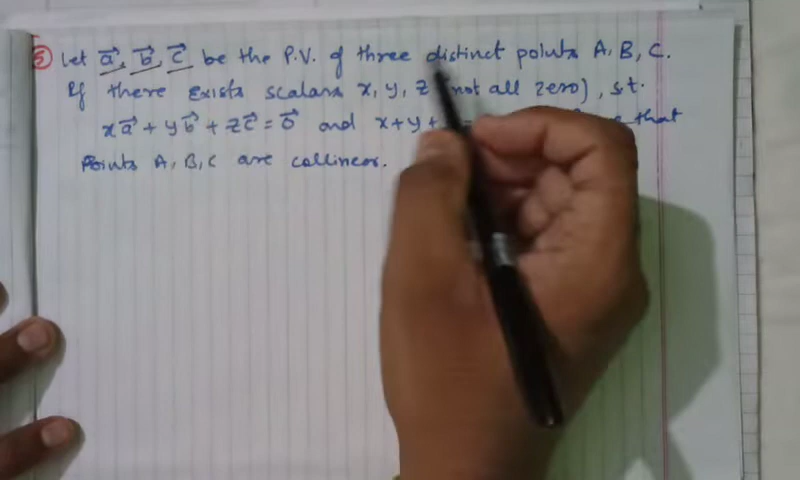 5 Let a⃗, b⃗, c⃗ be the P.V. of three distinct points A, B, C.
If there exists scalars x, y, z not all zero), s.t.
xa⃗ + yb⃗ + zc⃗ = 0⃗ and x+y+ that
Points A, B, C are collinear.